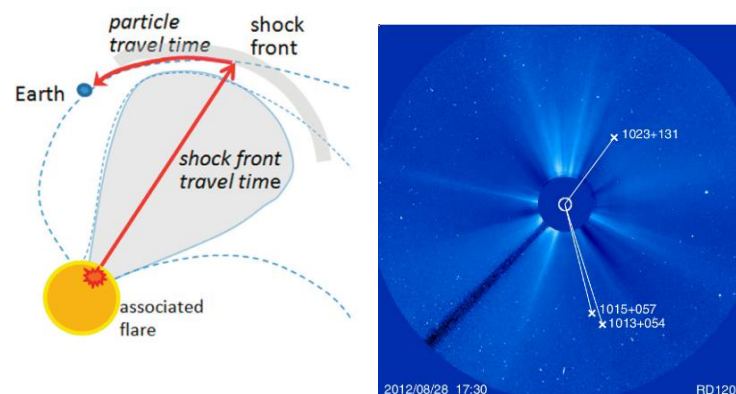 particle
travel time
shock
front
Earth
shock front
travel time
associated
flare
1023+131
1015+057
1013+054
2012/08/28 17:30
RD120